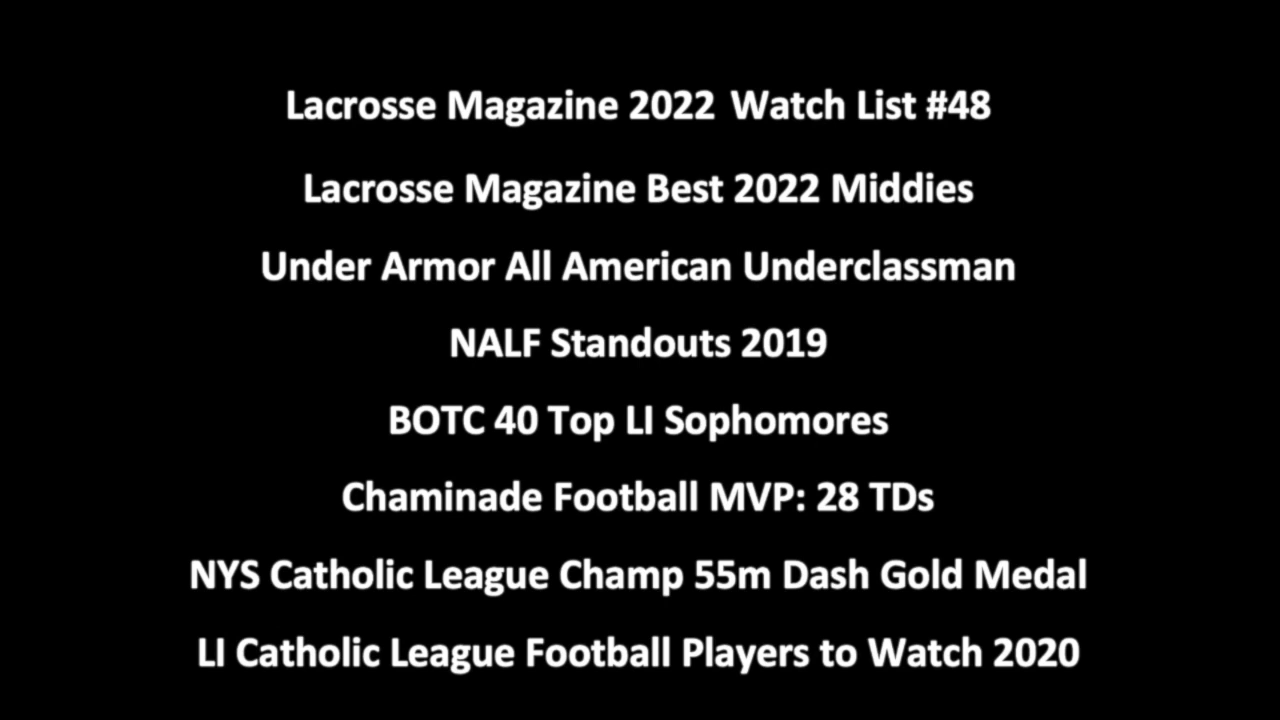 Lacrosse Magazine 2022 Watch List #48
Lacrosse Magazine Best 2022 Middies
Under Armor All American Underclassman
NALF Standouts 2019
BOTC 40 Top LI Sophomores
Chaminade Football MVP: 28 TDs
NYS Catholic League Champ 55m Dash Gold Medal
LI Catholic League Football Players to Watch 2020